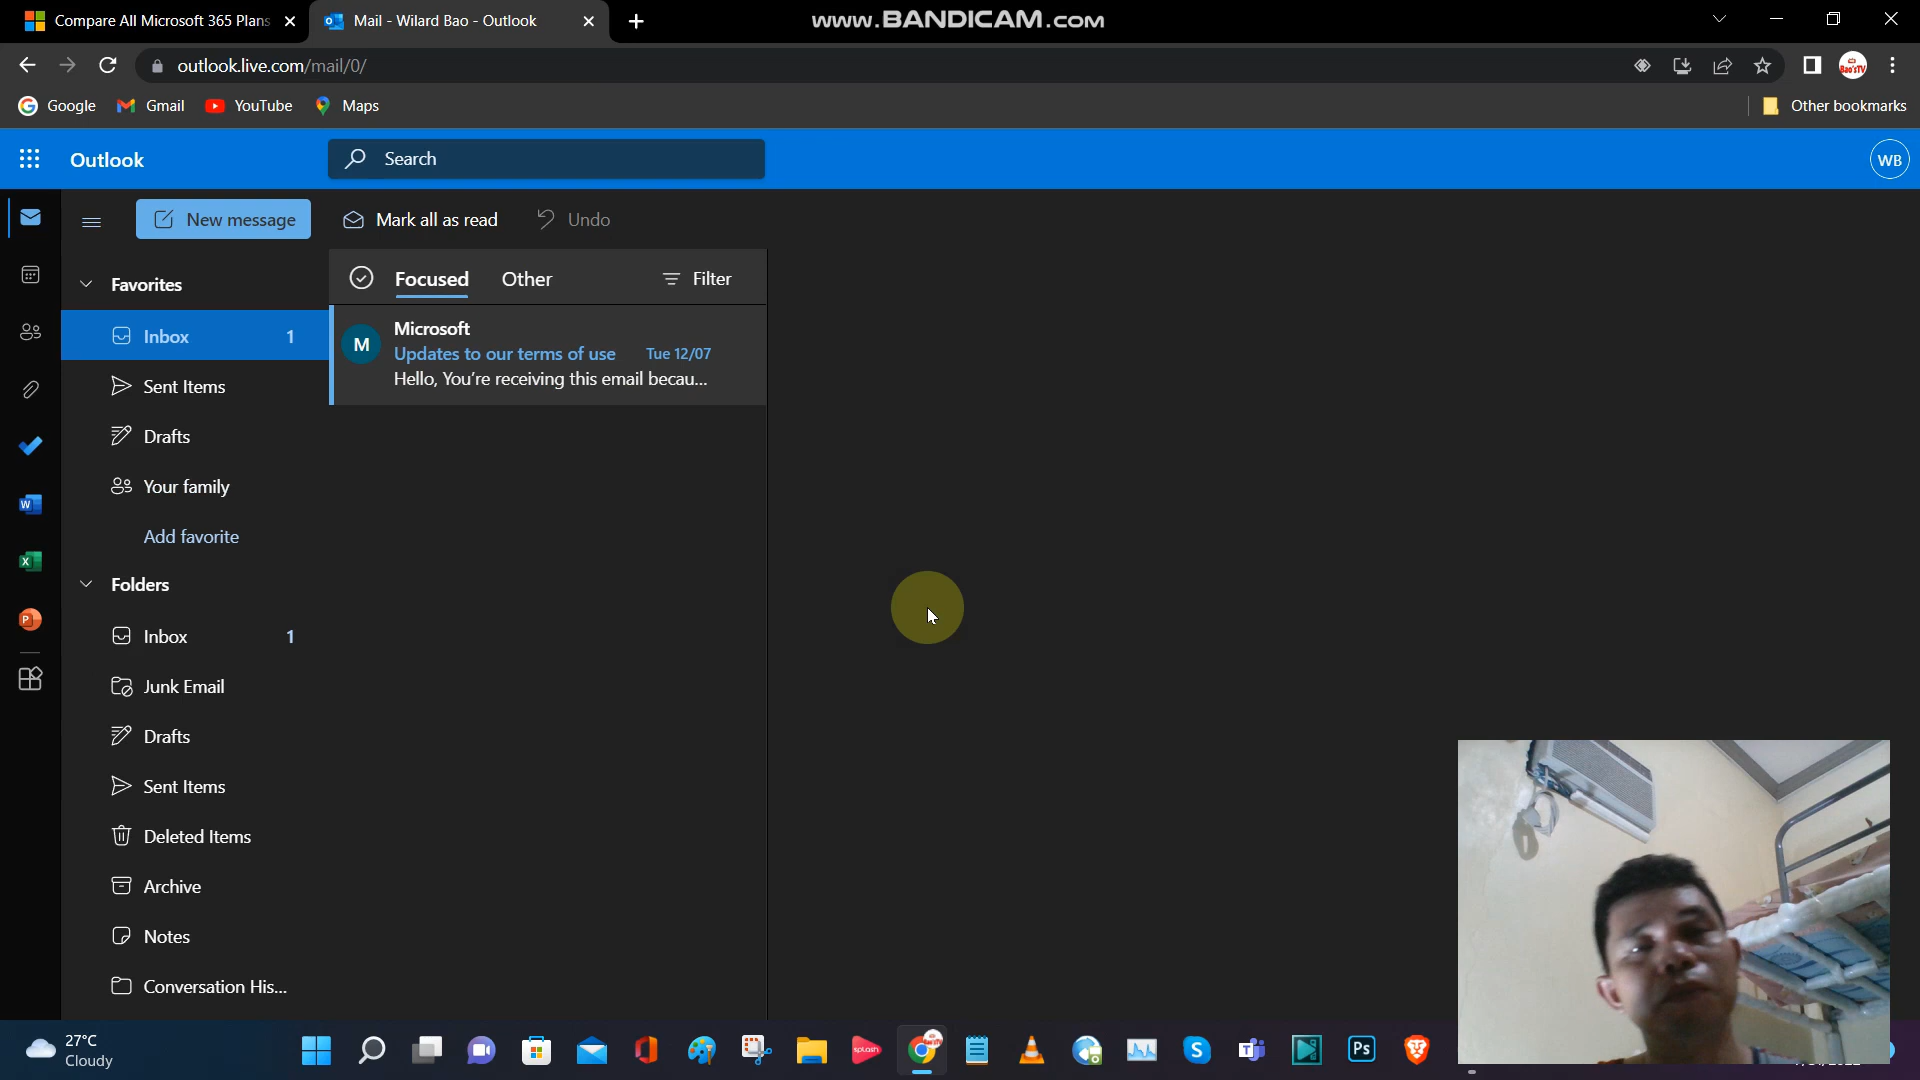 Compare All Microsoft 365 Plans
Mail - Wilard Bao - Outlook
www.BANDICAM.com
outlook.live.com/mail/0/
Google
Gmail
YouTube
Maps
Other bookmarks
Outlook
Search
WB
New message
Mark all as read
Undo
Favorites
Focused
Other
Filter
Inbox 1
M
Microsoft
Updates to our terms of use Tue 12/07
Hello, You're receiving this email becau...
Sent Items
Drafts
Your family
Add favorite
Folders
Inbox 1
Junk Email
Drafts
Sent Items
Deleted Items
Archive
Notes
Conversation His...
27°C
Cloudy
splash
Ps